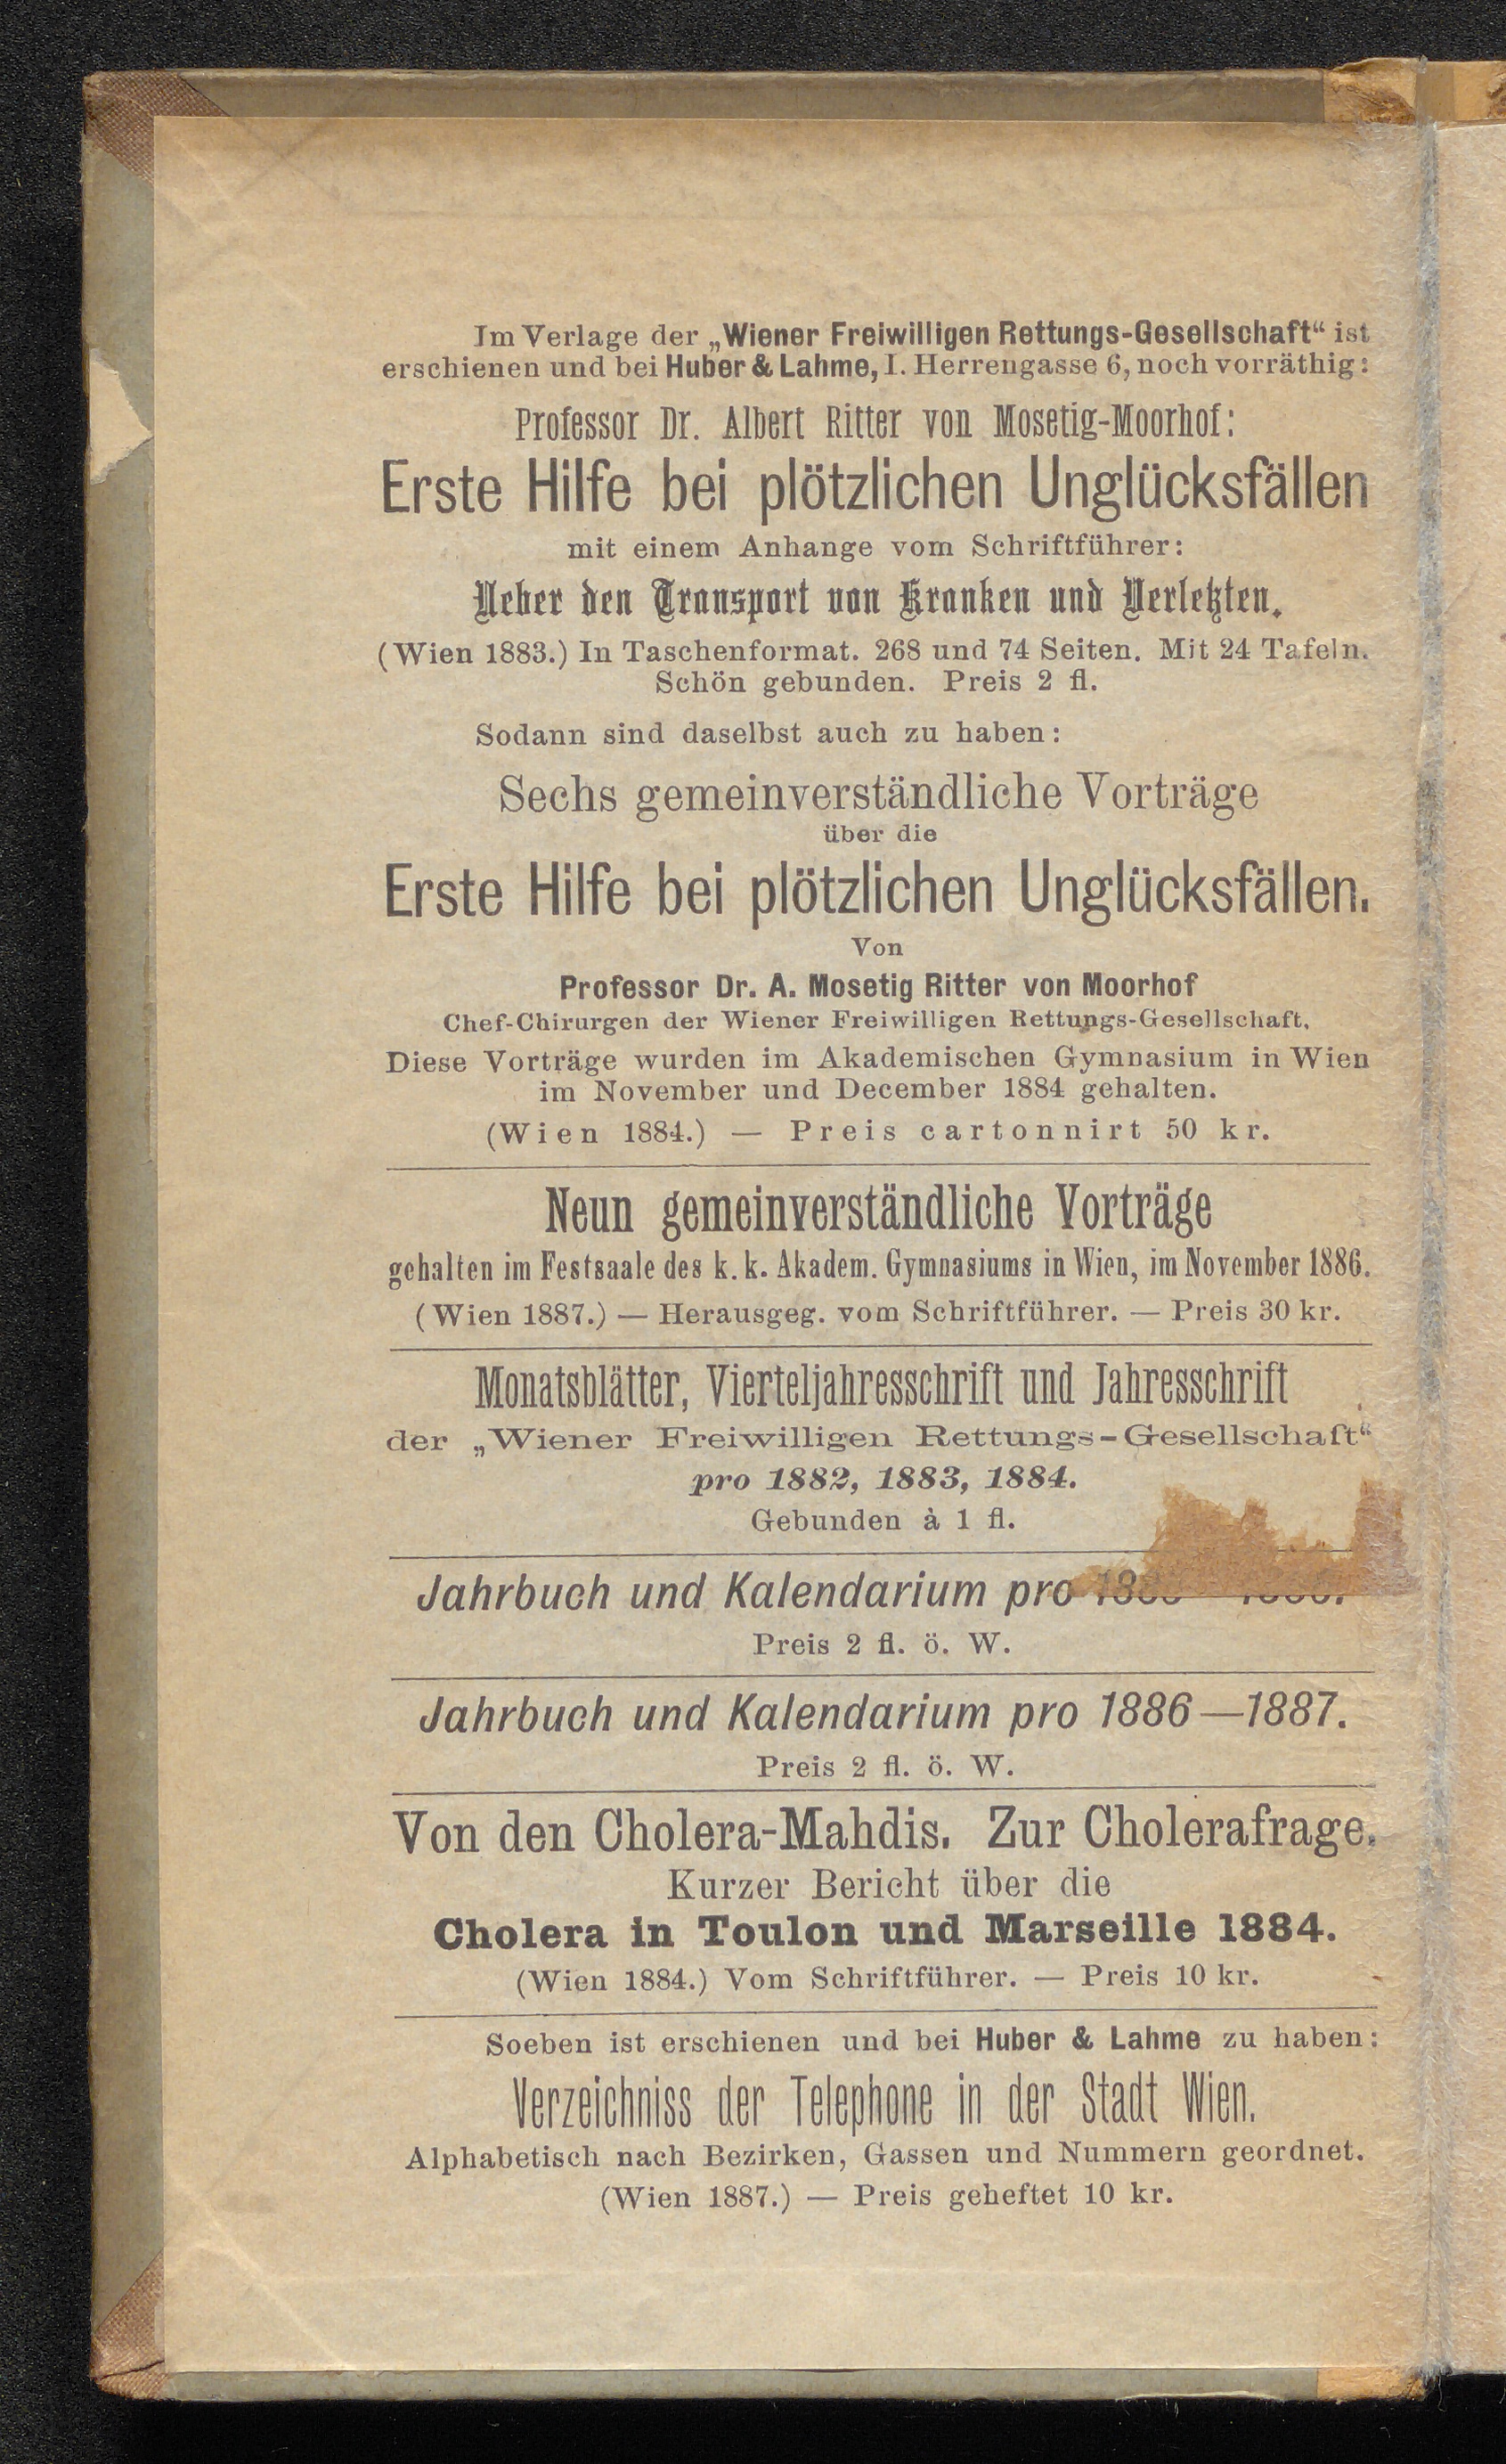 Im Verlage der „Wiener Freiwilligen Rettungs-Gesellschaft“ ist
erschienen und bei Huber & Lahme, I. Herrengasse 6, noch vorräthig:
Professor Dr. Albert Ritter von Mosetig-Moorhof:
Erste Hilfe bei plötzlichen Unglücksfällen
mit einem Anhange vom Schriftführer:
Ueber den Transport von Kranken und Verletzten.
(Wien 1883.) In Taschenformat. 268 und 74 Seiten. Mit 24 Tafeln.
Schön gebunden. Preis 2 fl.
Sodann sind daselbst auch zu haben:
Sechs gemeinverständliche Vorträge
über die
Erste Hilfe bei plötzlichen Unglücksfällen.
Von
Professor Dr. A. Mosetig Ritter von Moorhof
Chef-Chirurgen der Wiener Freiwilligen Rettungs-Gesellschaft.
Diese Vorträge wurden im Akademischen Gymnasium in Wien
im November und December 1884 gehalten.
(Wien 1884.) — Preis cartonnirt 50 kr.
Neun gemeinverständliche Vorträge
gehalten im Festsaale des k. k. Akadem. Gymnasiums in Wien, im November 1886.
(Wien 1887.) — Herausgeg. vom Schriftführer. — Preis 30 kr.
Monatsblätter, Vierteljahresschrift und Jahresschrift
der „Wiener Freiwilligen Rettungs-Gesellschaft“
pro 1882, 1883, 1884.
Gebunden à 1 fl.
Jahrbuch und Kalendarium pro
Preis 2 fl. ö. W.
Jahrbuch und Kalendarium pro 1886—1887.
Preis 2 fl. ö. W.
Von den Cholera-Mahdis. Zur Cholerafrage.
Kurzer Bericht über die
Cholera in Toulon und Marseille 1884.
(Wien 1884.) Vom Schriftführer. — Preis 10 kr.
Soeben ist erschienen und bei Huber & Lahme zu haben:
Verzeichniss der Telephone in der Stadt Wien.
Alphabetisch nach Bezirken, Gassen und Nummern geordnet.
(Wien 1887.) — Preis geheftet 10 kr.